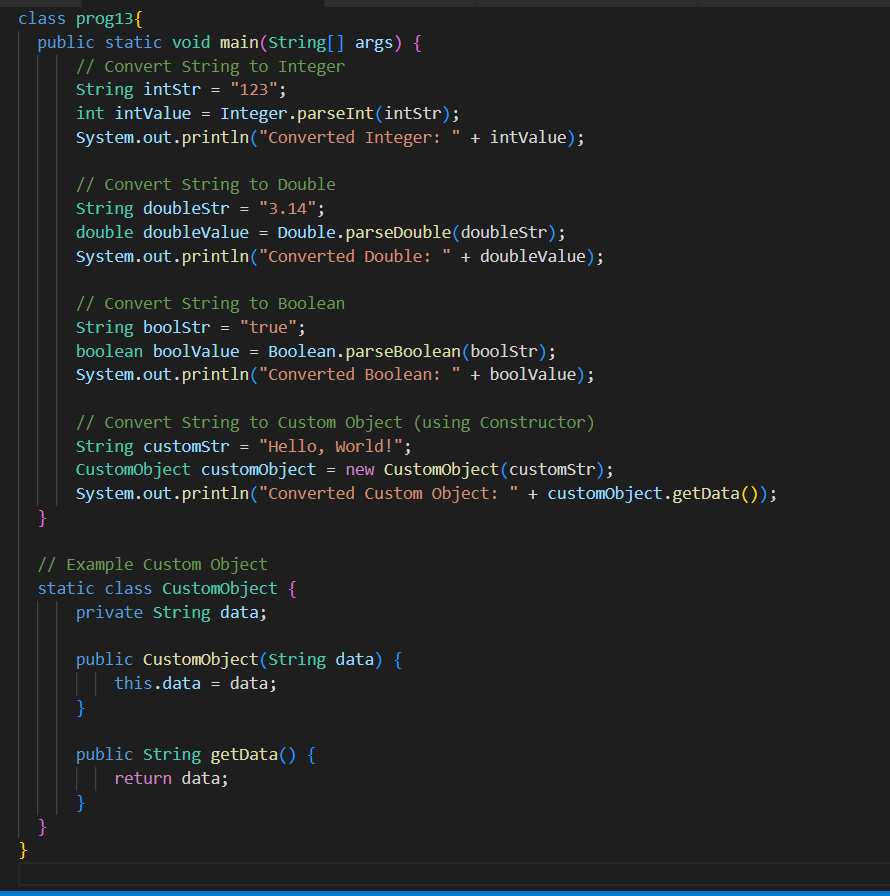 class prog13{
public static void main(String[] args) {
// Convert String to Integer
String intStr = "123";
int intValue = Integer.parseInt(intStr);
System.out.println("Converted Integer: " + intValue);
// Convert String to Double
String doubleStr = "3.14";
double doubleValue = Double.parseDouble(doubleStr);
System.out.println("Converted Double: " + doubleValue);
// Convert String to Boolean
String boolStr = "true";
boolean boolValue = Boolean.parseBoolean(boolStr);
System.out.println("Converted Boolean: " + boolValue);
// Convert String to Custom Object (using Constructor)
String customStr = "Hello, World!";
CustomObject customObject = new CustomObject(customStr);
System.out.println("Converted Custom Object: " + customObject.getData());
}
// Example Custom Object
static class CustomObject {
private String data;
public CustomObject(String data) {
this.data = data;
}
public String getData() {
return data;
}
}
}